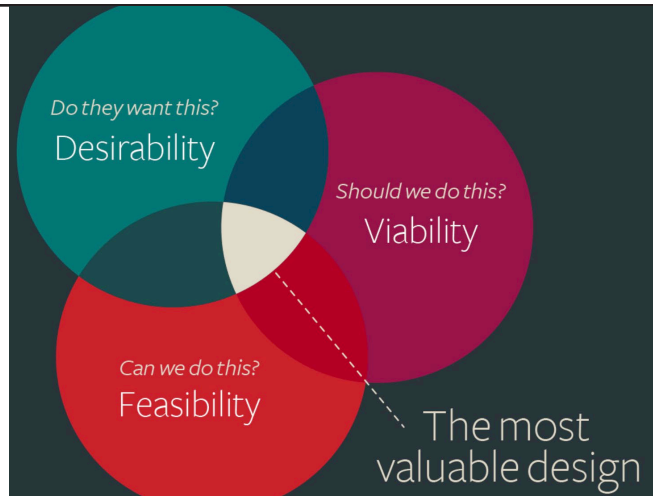 Do they want this?
Desirability
Should we do this?
Viability
Can we do this?
Feasibility
The most
valuable design